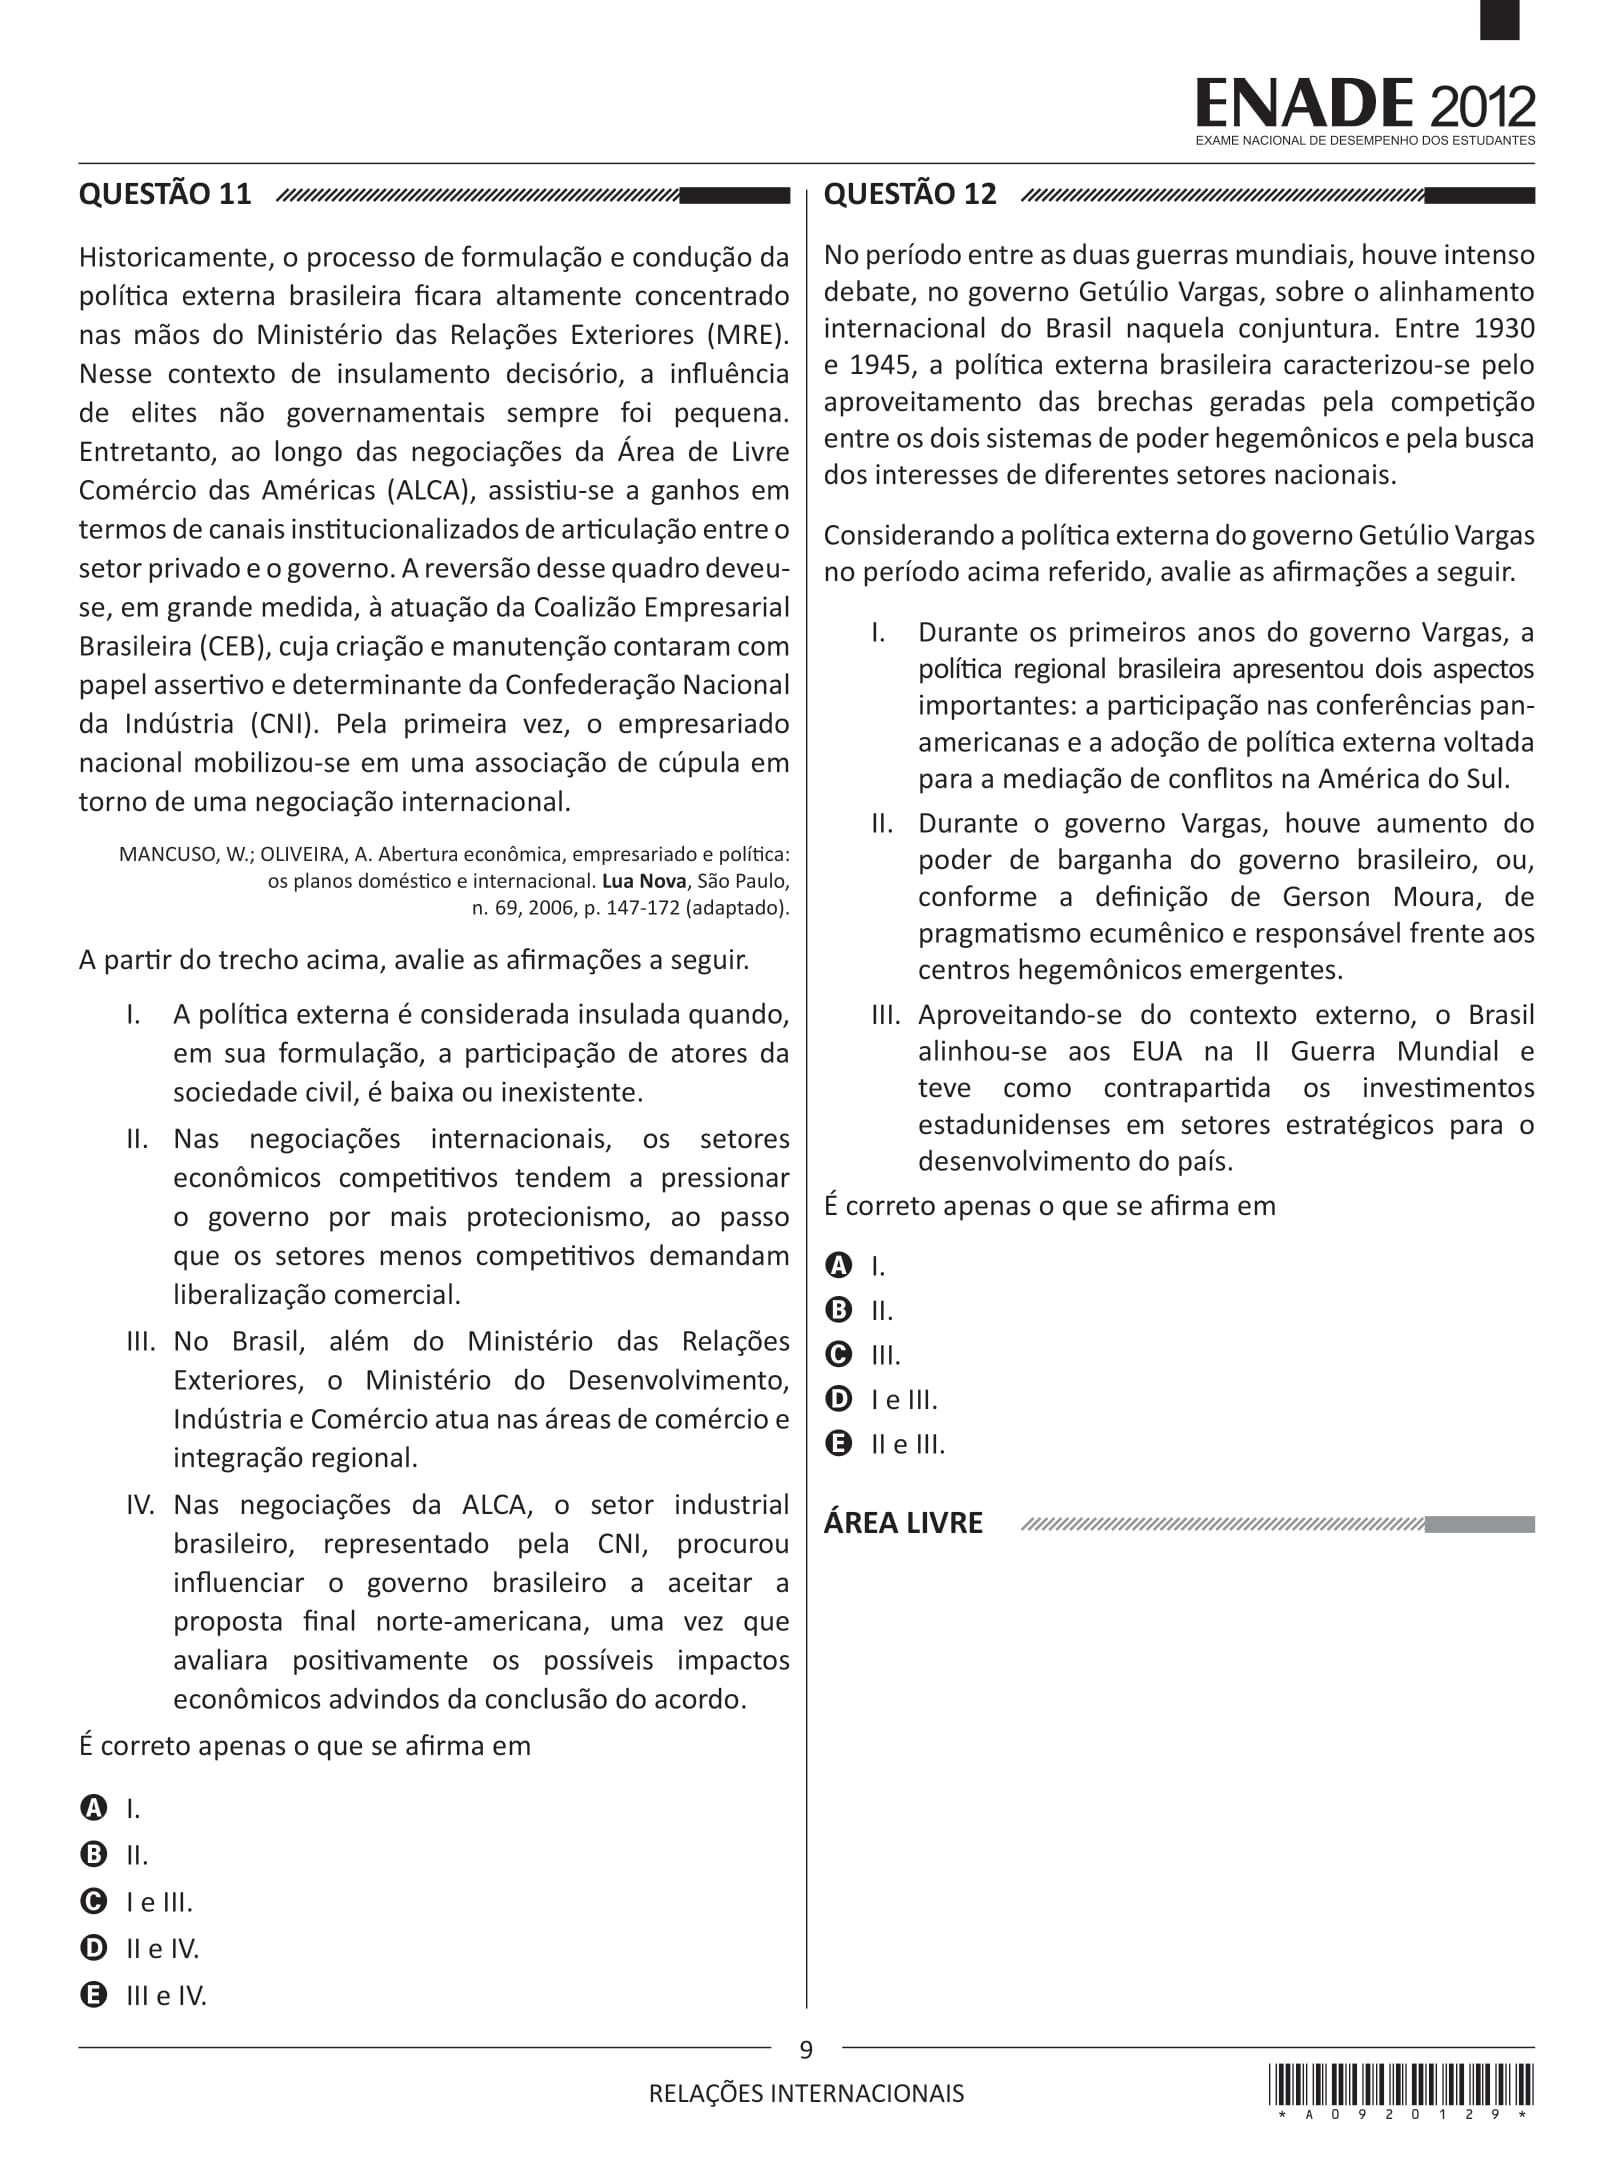 ENADE 2012
EXAME NACIONAL DE DESEMPENHO DOS ESTUDANTES
QUESTÃO 11
Historicamente, o processo de formulação e condução da
política externa brasileira ficara altamente concentrado
nas mãos do Ministério das Relações Exteriores (MRE).
Nesse contexto de insulamento decisório, a influência
de elites não governamentais sempre foi pequena.
Entretanto, ao longo das negociações da Área de Livre
Comércio das Américas (ALCA), assistiu-se a ganhos em
termos de canais institucionalizados de articulação entre o
setor privado e o governo. A reversão desse quadro deveu-
se, em grande medida, à atuação da Coalizão Empresarial
Brasileira (CEB), cuja criação e manutenção contaram com
papel assertivo e determinante da Confederação Nacional
da Indústria (CNI). Pela primeira vez, o empresariado
nacional mobilizou-se em uma associação de cúpula em
torno de uma negociação internacional.
MANCUSO, W.; OLIVEIRA, A. Abertura econômica, empresariado e política:
os planos doméstico e internacional. Lua Nova, São Paulo,
n. 69, 2006, p. 147-172 (adaptado).
A partir do trecho acima, avalie as afirmações a seguir.
I. A política externa é considerada insulada quando,
em sua formulação, a participação de atores da
sociedade civil, é baixa ou inexistente.
II. Nas negociações internacionais, os setores
econômicos competitivos tendem a pressionar
o governo por mais protecionismo, ao passo
que os setores menos competitivos demandam
liberalização comercial.
III. No Brasil, além do Ministério das Relações
Exteriores, o Ministério do Desenvolvimento,
Indústria e Comércio atua nas áreas de comércio e
integração regional.
IV. Nas negociações da ALCA, o setor industrial
brasileiro, representado pela CNI, procurou
influenciar o governo brasileiro a aceitar a
proposta final norte-americana, uma vez que
avaliara positivamente os possíveis impactos
econômicos advindos da conclusão do acordo.
É correto apenas o que se afirma em
A I.
B II.
C I e III.
D II e IV.
E III e IV.
QUESTÃO 12
No período entre as duas guerras mundiais, houve intenso
debate, no governo Getúlio Vargas, sobre o alinhamento
internacional do Brasil naquela conjuntura. Entre 1930
e 1945, a política externa brasileira caracterizou-se pelo
aproveitamento das brechas geradas pela competição
entre os dois sistemas de poder hegemônicos e pela busca
dos interesses de diferentes setores nacionais.
Considerando a política externa do governo Getúlio Vargas
no período acima referido, avalie as afirmações a seguir.
I. Durante os primeiros anos do governo Vargas, a
política regional brasileira apresentou dois aspectos
importantes: a participação nas conferências pan-
americanas e a adoção de política externa voltada
para a mediação de conflitos na América do Sul.
II. Durante o governo Vargas, houve aumento do
poder de barganha do governo brasileiro, ou,
conforme a definição de Gerson Moura, de
pragmatismo ecumênico e responsável frente aos
centros hegemônicos emergentes.
III. Aproveitando-se do contexto externo, o Brasil
alinhou-se aos EUA na II Guerra Mundial e
teve como contrapartida os investimentos
estadunidenses em setores estratégicos para o
desenvolvimento do país.
É correto apenas o que se afirma em
A I.
B II.
C III.
D I e III.
E II e III.
ÁREA LIVRE
9
RELAÇÕES INTERNACIONAIS
* A 0 9 2 0 1 2 9 *